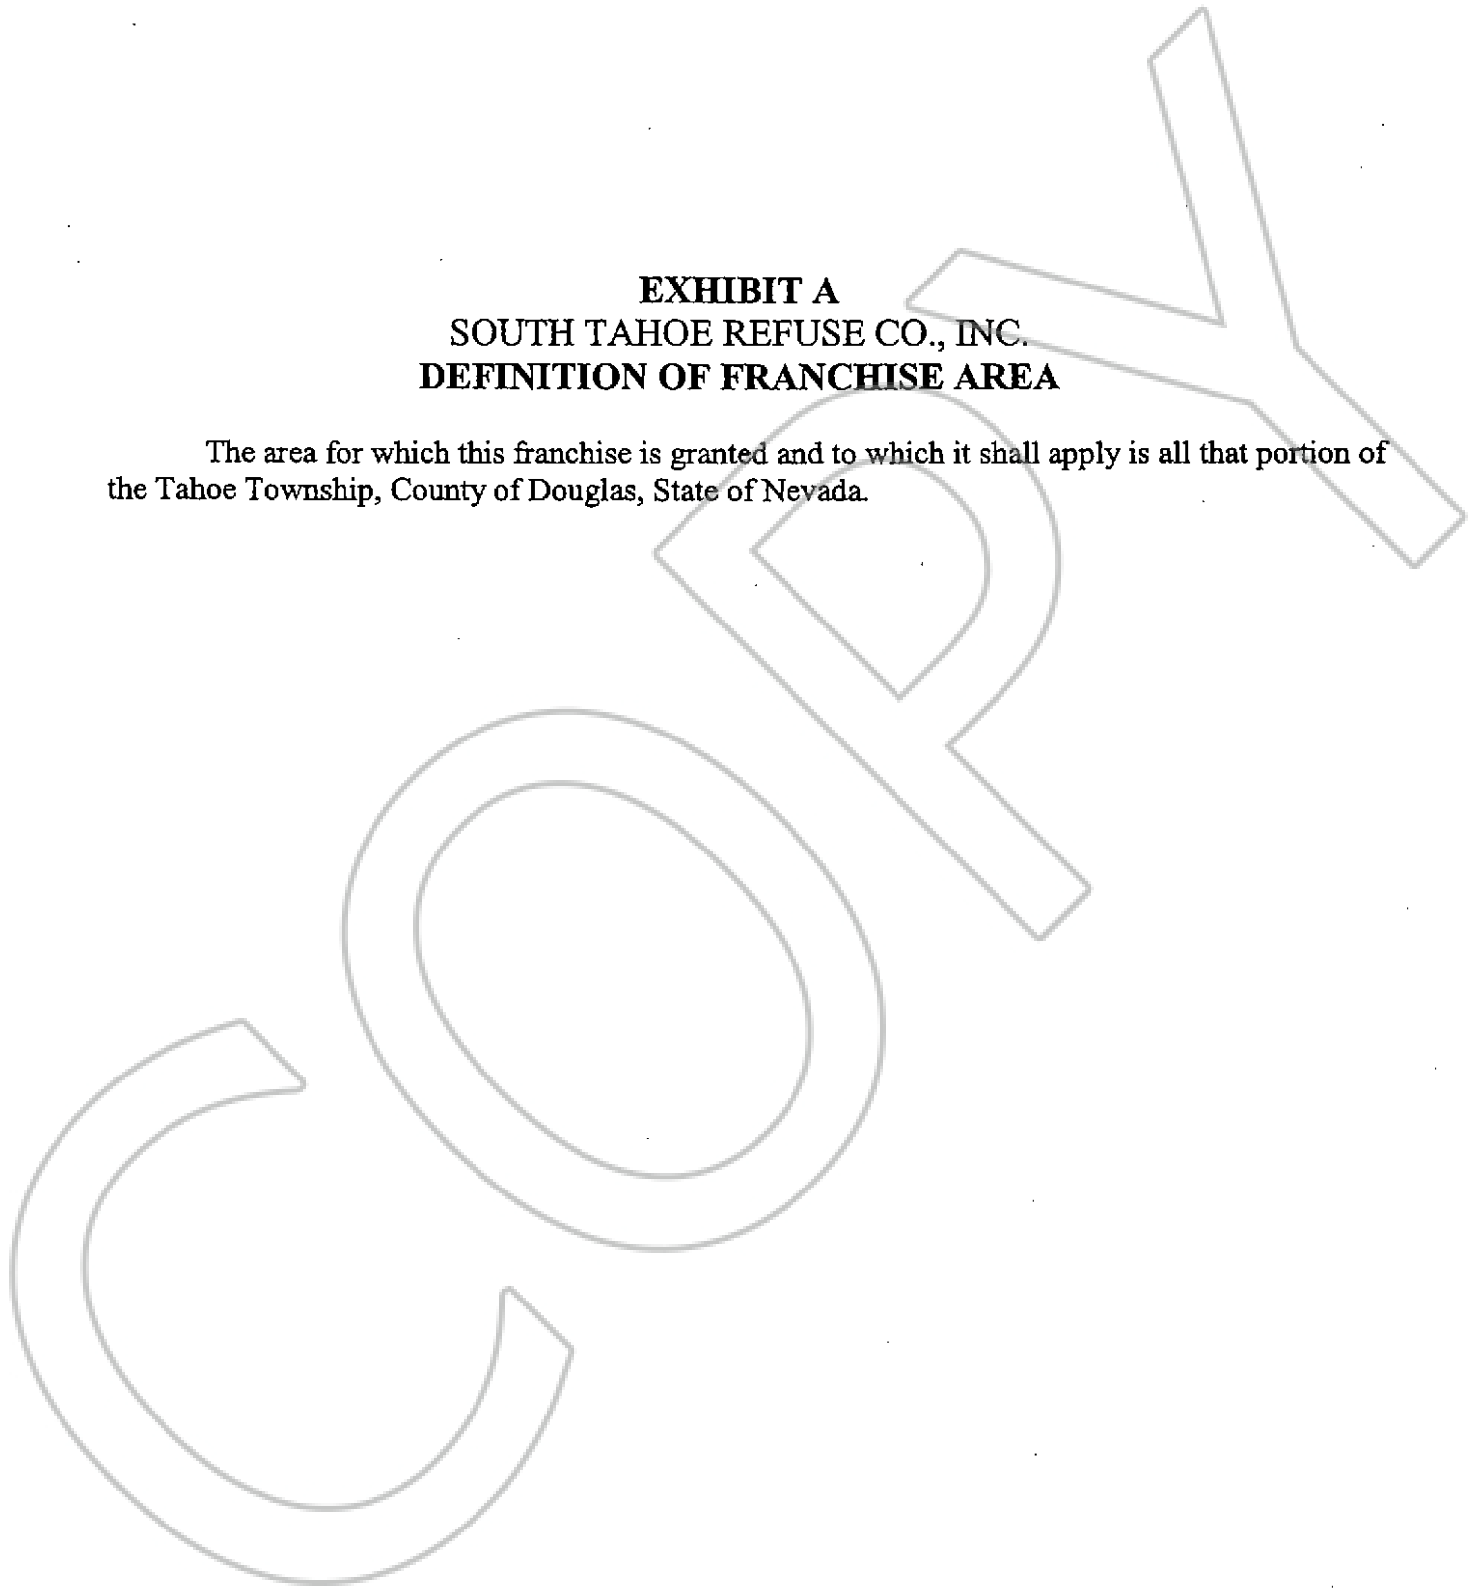 EXHIBIT A
SOUTH TAHOE REFUSE CO., INC.
DEFINITION OF FRANCHISE AREA
The area for which this franchise is granted and to which it shall apply is all that portion of
the Tahoe Township, County of Douglas, State of Nevada.
COPY